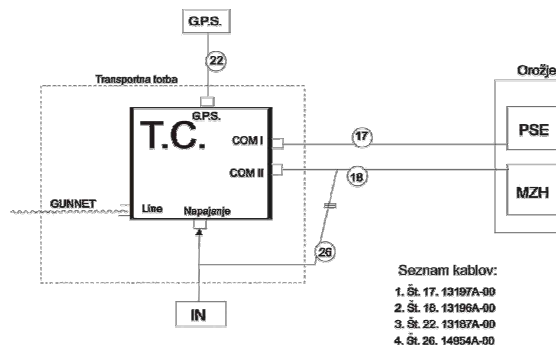 G.P.S.
22
Transportna torba
Orožje
G.P.S.
T.C.
COM I
17
PSE
COM II
18
MZH
GUNNET
Line
Napajanje
26
IN
Seznam kablov:
1. Št. 17. 13197A-00
2. Št. 18. 13196A-00
3. Št. 22. 13187A-00
4. Št. 26. 14954A-00